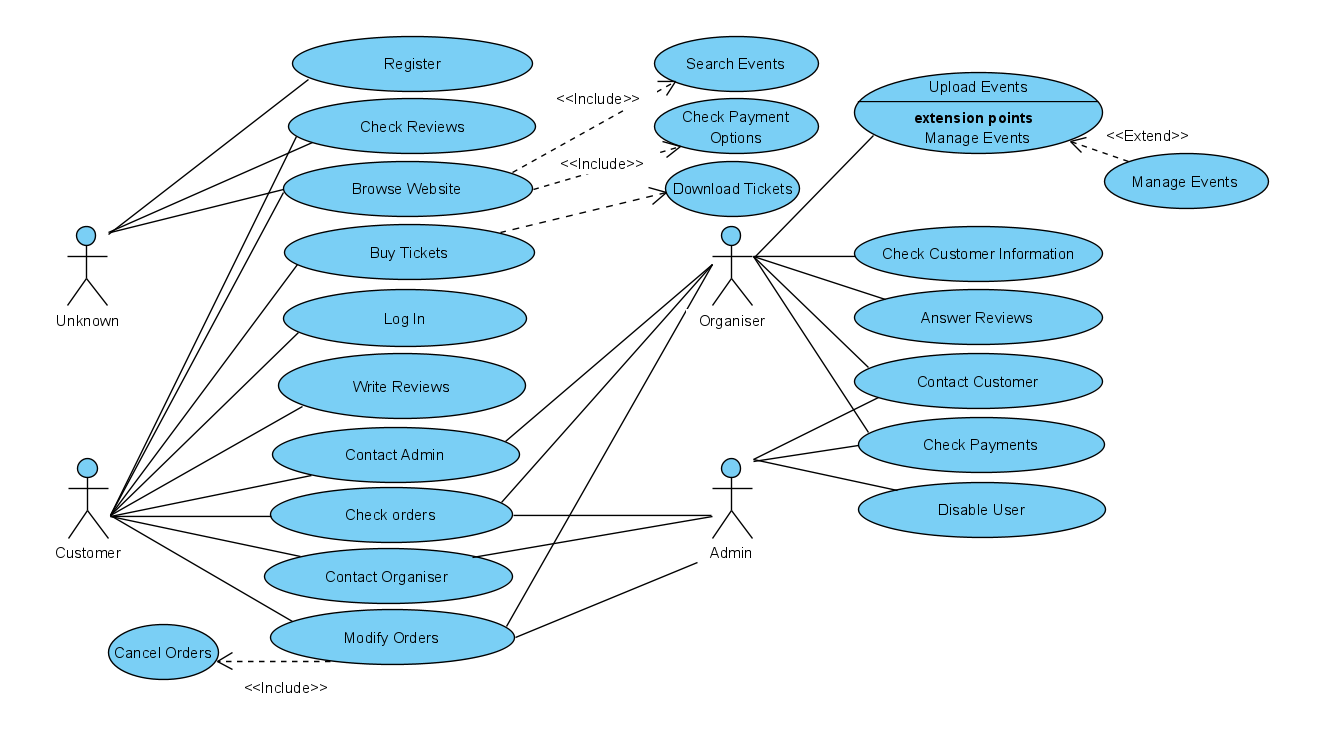 Register
Search Events
Upload Events
<<Include>>
Check Payment
Options
extension points
Manage Events
Check Reviews
<<Extend>>
<<Include>>
Browse Website
Download Tickets
Manage Events
Buy Tickets
Check Customer Information
Unknown
Log In
Organiser
Answer Reviews
Write Reviews
Contact Customer
Contact Admin
Check Payments
Check orders
Disable User
Customer
Admin
Contact Organiser
Modify Orders
Cancel Orders
<<Include>>